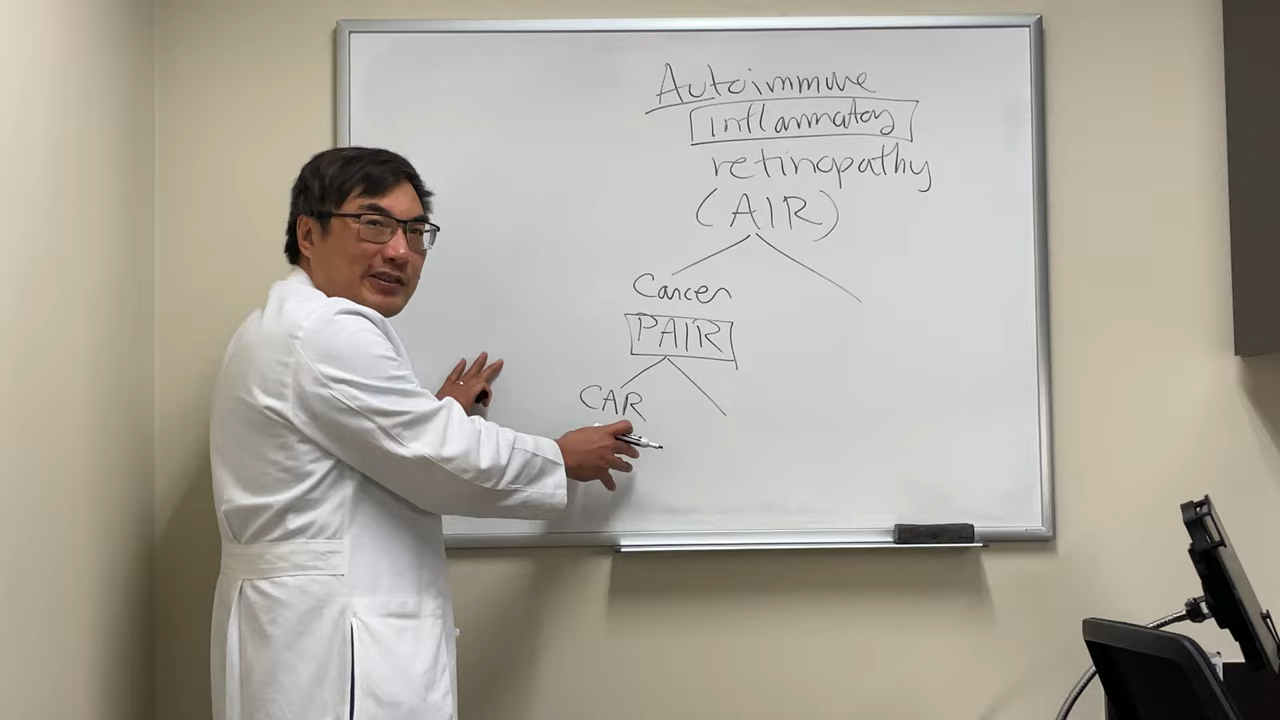 Autoimmune
inflammatory
retinopathy
(AIR)
Cancer
PAIR
CAR